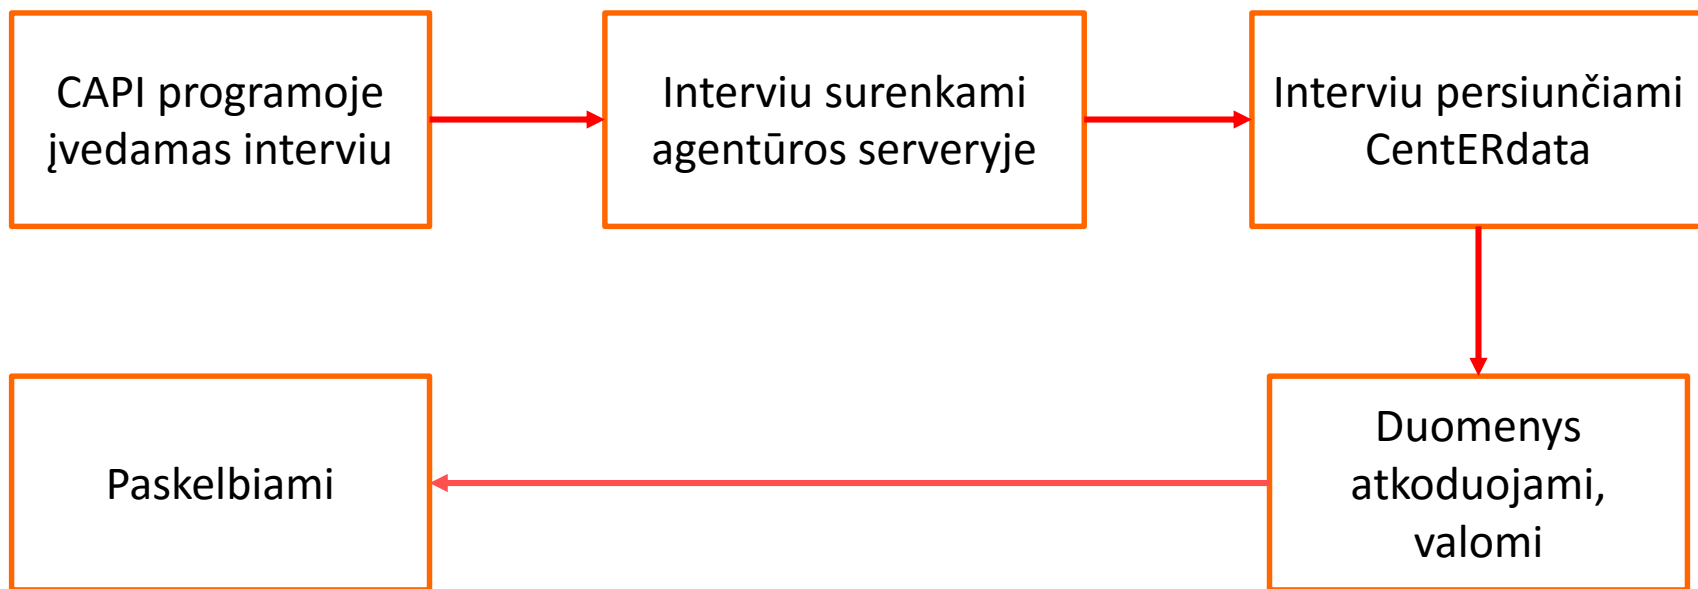 CAPI programoje
įvedamas interviu
Interviu surenkami
agentūros serveryje
Interviu persiunčiami
CentERdata
Duomenys
atkoduojami,
valomi
Paskelbiami